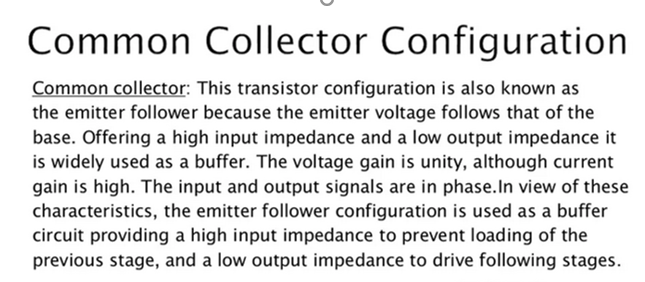 Common Collector Configuration
Common collector: This transistor configuration is also known as
the emitter follower because the emitter voltage follows that of the
base. Offering a high input impedance and a low output impedance it
is widely used as a buffer. The voltage gain is unity, although current
gain is high. The input and output signals are in phase.In view of these
characteristics, the emitter follower configuration is used as a buffer
circuit providing a high input impedance to prevent loading of the
previous stage, and a low output impedance to drive following stages.